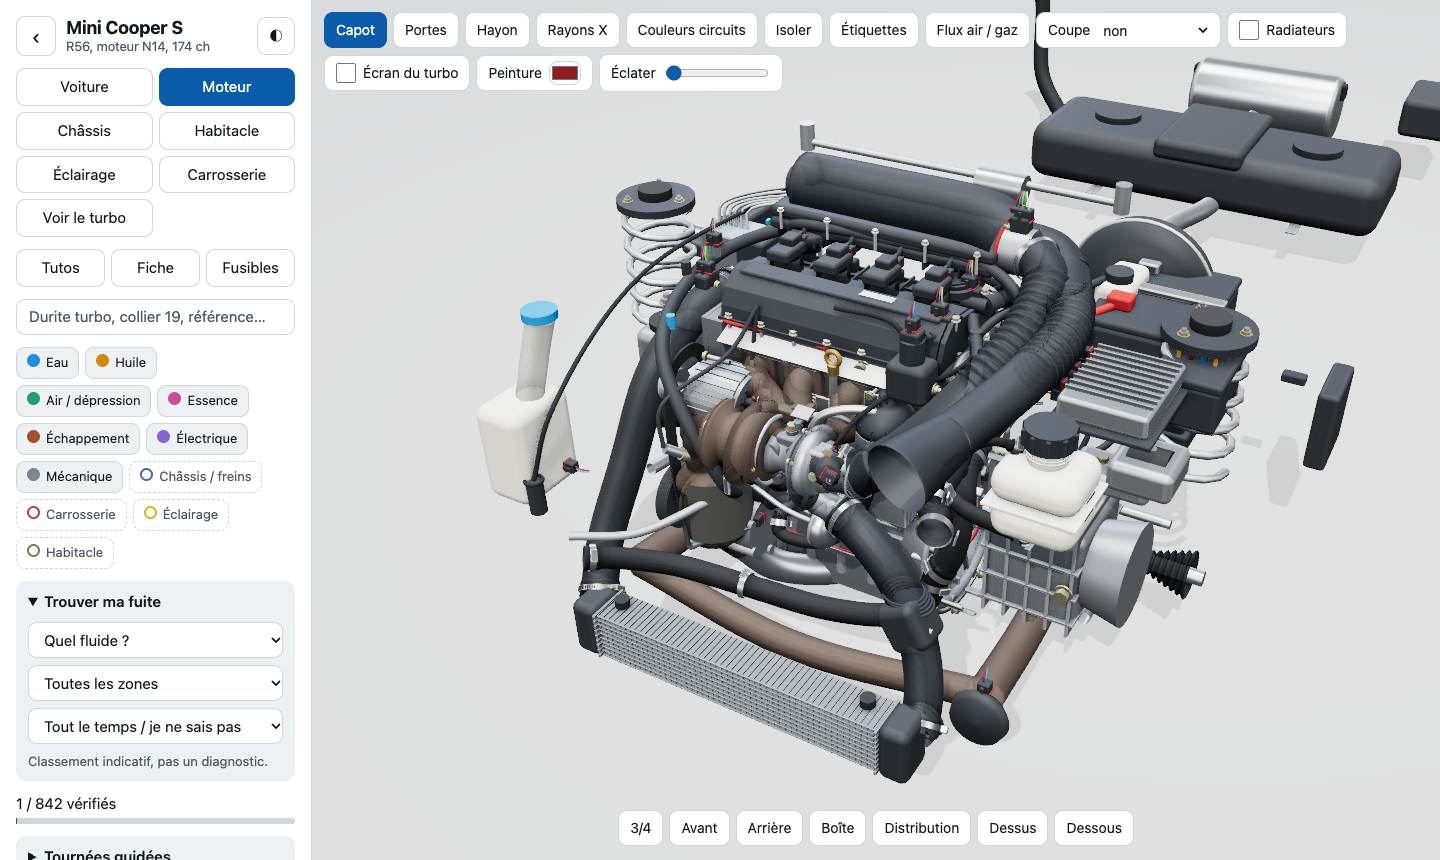 Mini Cooper S
R56, moteur N14, 174 ch
Voiture
Moteur
Châssis
Habitacle
Éclairage
Carrosserie
Voir le turbo
Tutos
Fiche
Fusibles
Durite turbo, collier 19, référence...
Eau
Huile
Air / dépression
Essence
Échappement
Électrique
Mécanique
Châssis / freins
Carrosserie
Éclairage
Habitacle
Trouver ma fuite
Quel fluide ?
Toutes les zones
Tout le temps / je ne sais pas
Classement indicatif, pas un diagnostic.
1 / 842 vérifiés
Tournées guidées
Capot
Portes
Hayon
Rayons X
Couleurs circuits
Isoler
Étiquettes
Flux air / gaz
Coupe non
Radiateurs
Écran du turbo
Peinture
Éclater
3/4
Avant
Arrière
Boîte
Distribution
Dessus
Dessous